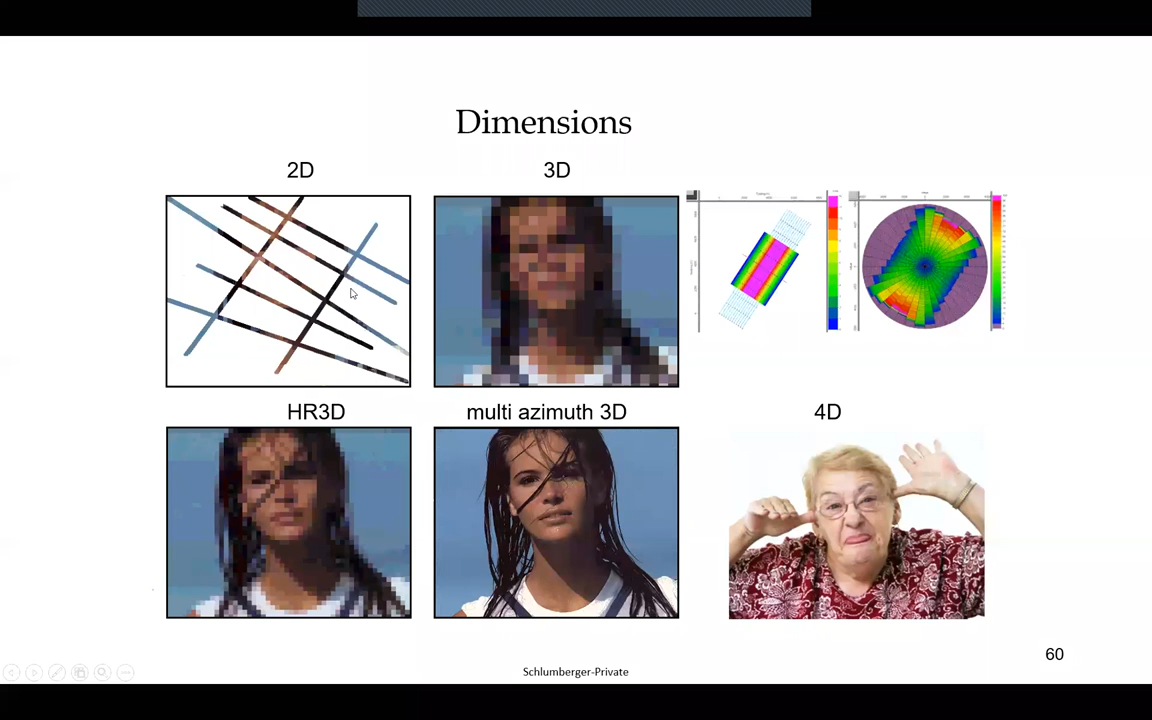 Dimensions
2D
3D
HR3D
multi azimuth 3D
4D
60
Schlumberger-Private